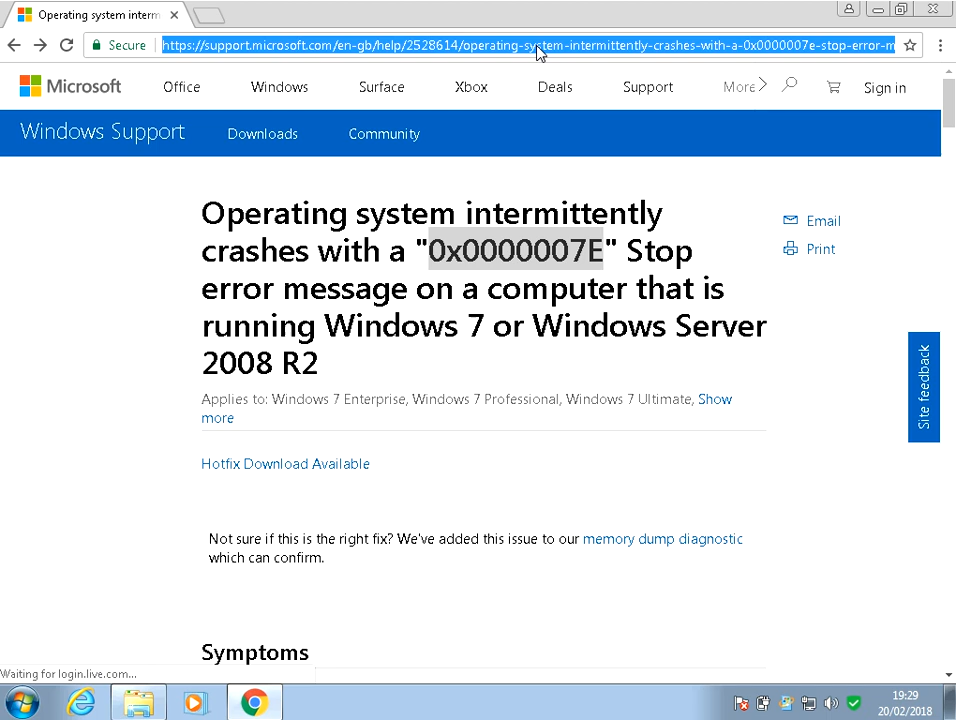 Operating system interm
Secure
https://support.microsoft.com/en-gb/help/2528614/operating-system-intermittently-crashes-with-a-0x0000007e-stop-error-m
Microsoft
Office
Windows
Surface
Xbox
Deals
Support
More
Sign in
Windows Support
Downloads
Community
Operating system intermittently
crashes with a "0x0000007E" Stop
error message on a computer that is
running Windows 7 or Windows Server
2008 R2
Email
Print
Applies to: Windows 7 Enterprise, Windows 7 Professional, Windows 7 Ultimate, Show
more
Site feedback
Hotfix Download Available
Not sure if this is the right fix? We've added this issue to our memory dump diagnostic
which can confirm.
Symptoms
Waiting for login.live.com...
19:29
20/02/2018